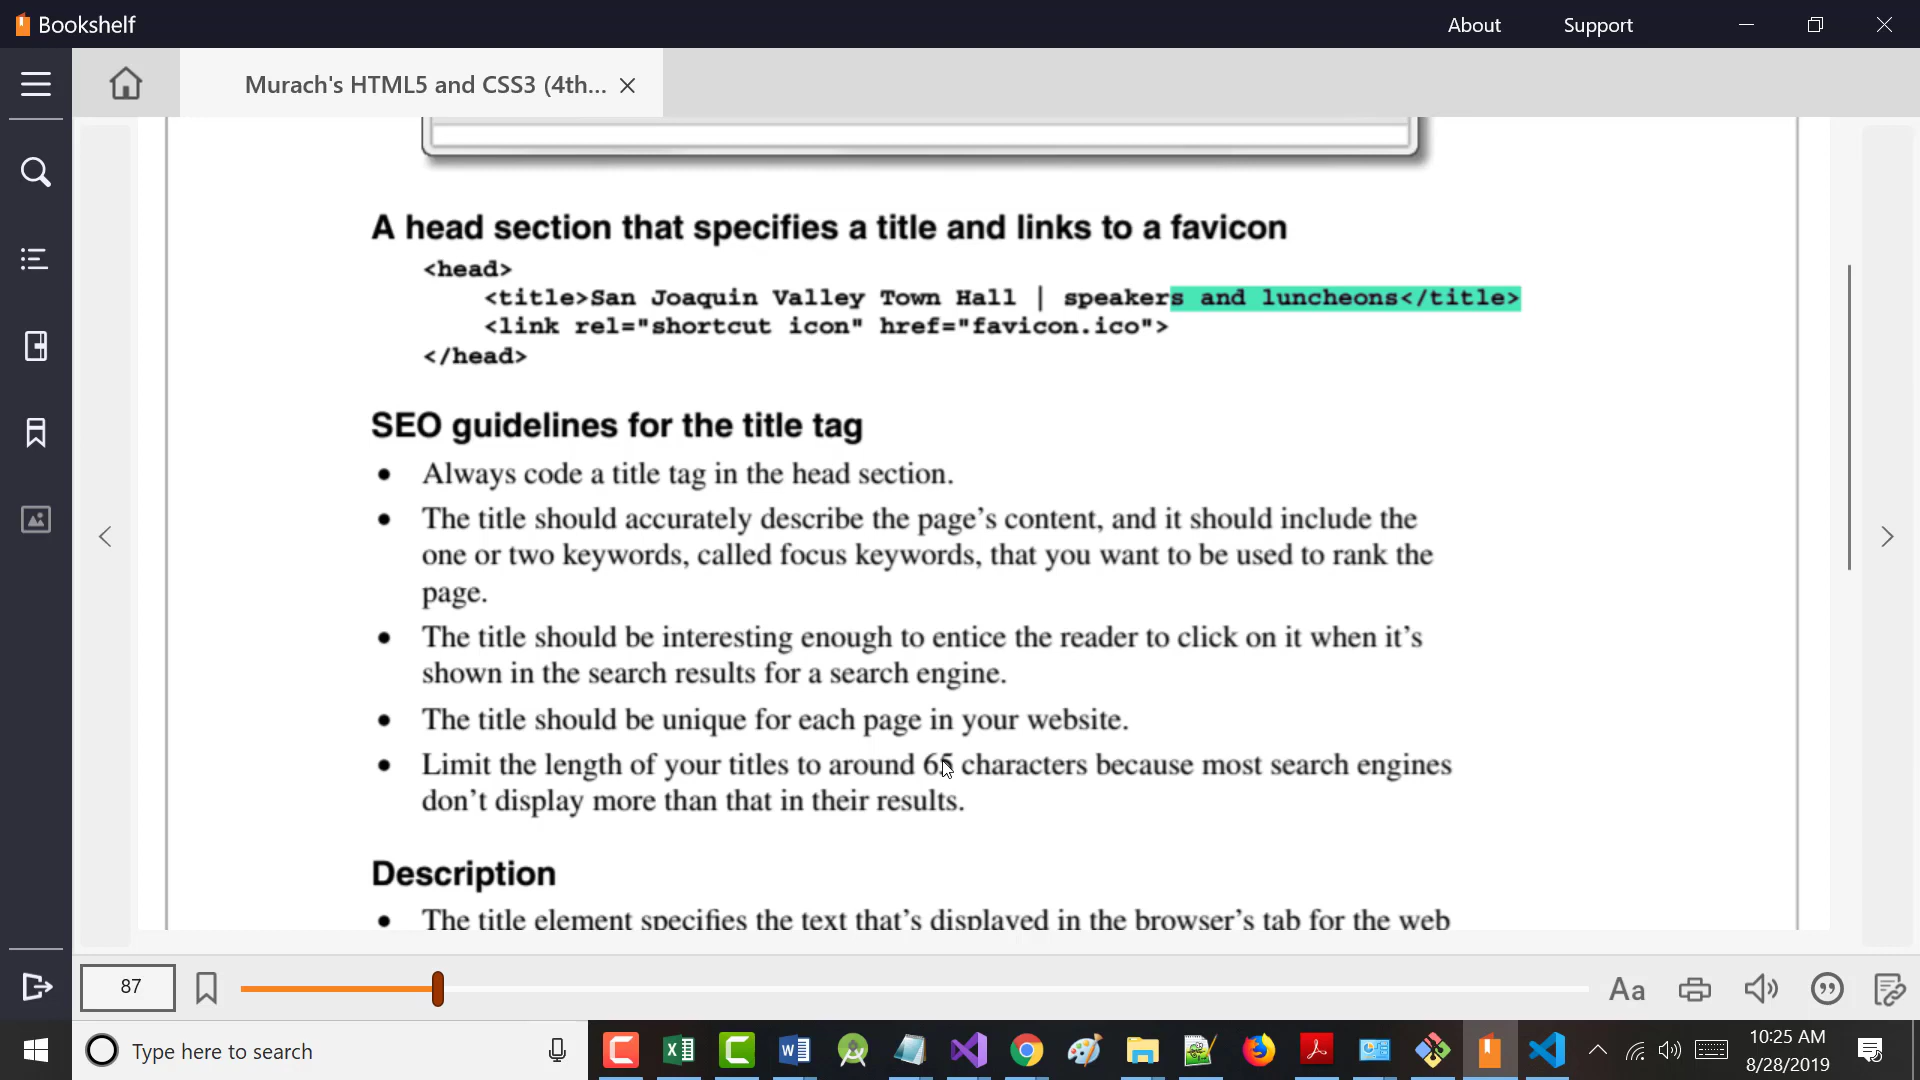 Bookshelf
About
Support
Murach's HTML5 and CSS3 (4th...
A head section that specifies a title and links to a favicon
<head>
<title>San Joaquin Valley Town Hall | speakers and luncheons</title>
<link rel="shortcut icon" href="favicon.ico">
</head>
SEO guidelines for the title tag
• Always code a title tag in the head section.
• The title should accurately describe the page's content, and it should include the
one or two keywords, called focus keywords, that you want to be used to rank the
page.
• The title should be interesting enough to entice the reader to click on it when it's
shown in the search results for a search engine.
• The title should be unique for each page in your website.
• Limit the length of your titles to around 65 characters because most search engines
don't display more than that in their results.
Description
• The title element specifies the text that's displayed in the browser's tab for the web
87
Aa
Type here to search
10:25 AM
8/28/2019